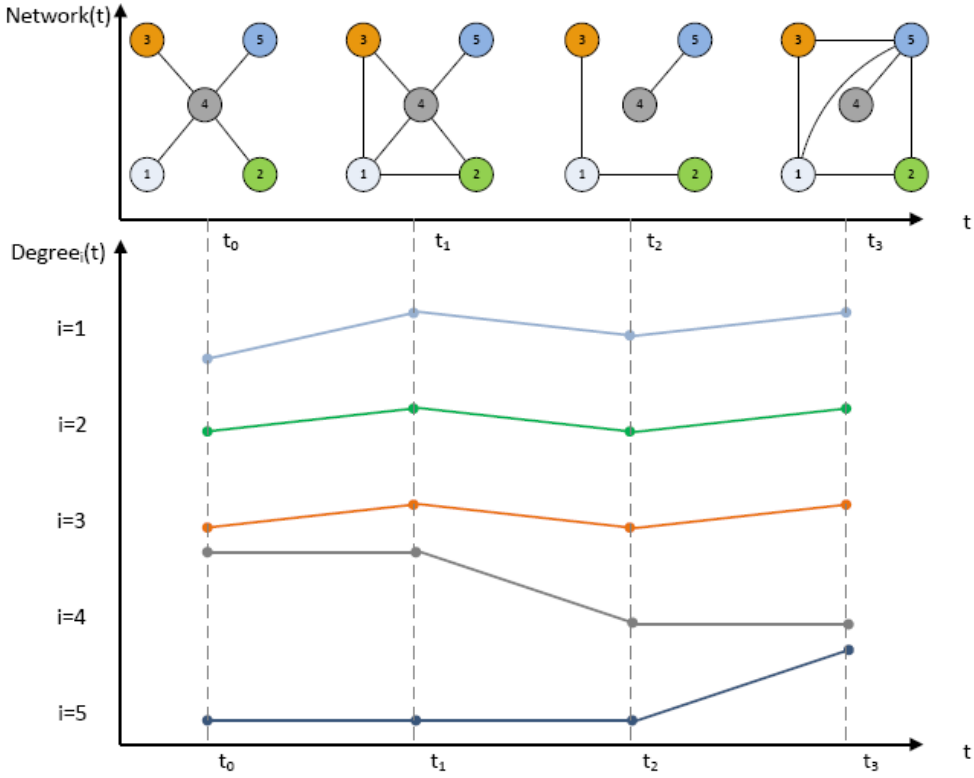 Network(t)
3 5 3 5 3 5 3 5
4 4 4 4
1 2 1 2 1 2 1 2
t
t₀ t₁ t₂ t₃
Degreeᵢ(t)
i=1
i=2
i=3
i=4
i=5
t
t₀ t₁ t₂ t₃